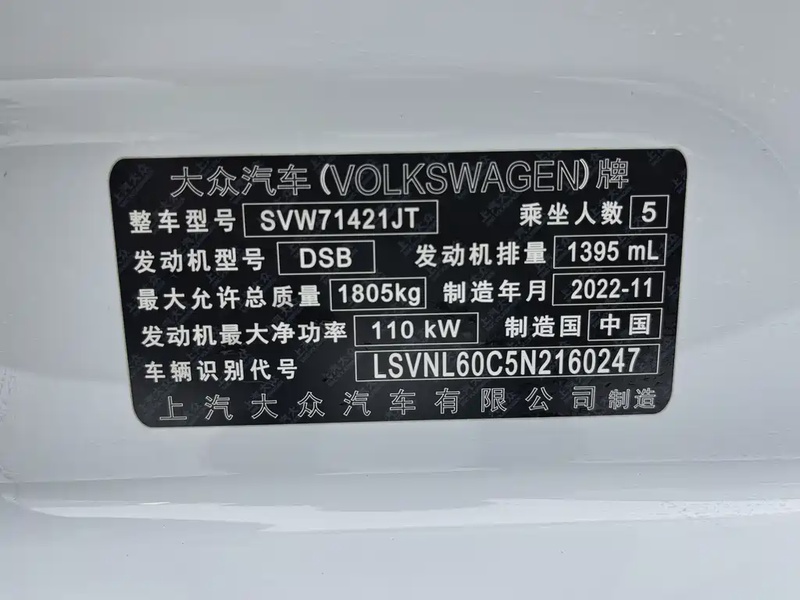 大众汽车(VOLKSWAGEN)牌
整车型号 SVW71421JT 乘坐人数 5
发动机型号 DSB 发动机排量 1395 mL
最大允许总质量 1805kg 制造年月 2022-11
发动机最大净功率 110 kW 制造国 中国
车辆识别代号 LSVNL60C5N2160247
上汽大众汽车有限公司制造